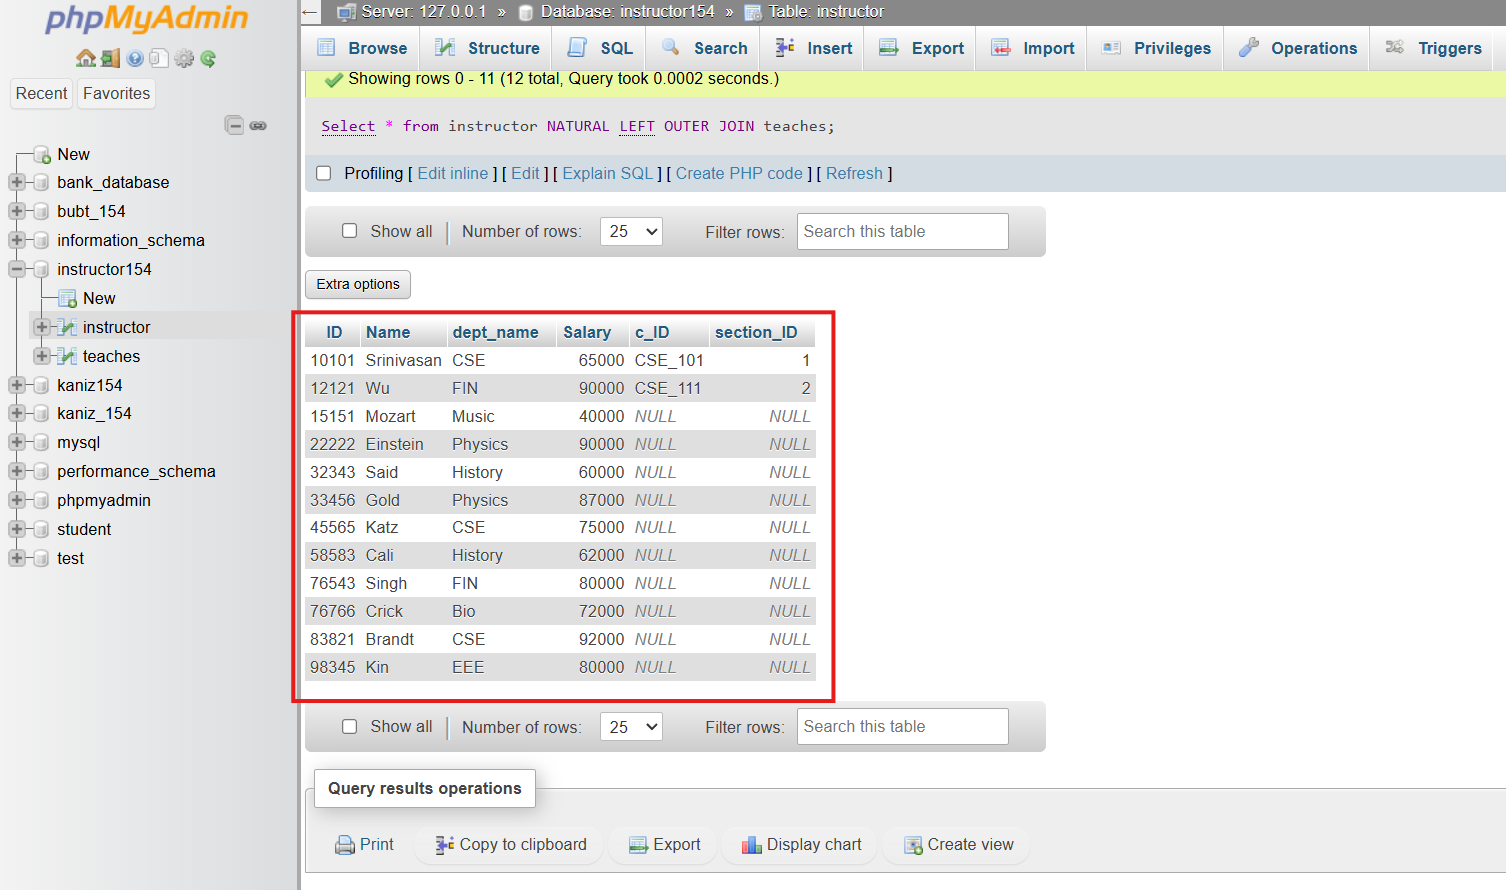 phpMyAdmin
Recent
Favorites
New
bank_database
bubt_154
information_schema
instructor154
New
instructor
teaches
kaniz154
kaniz_154
mysql
performance_schema
phpmyadmin
student
test
Server: 127.0.0.1 » Database: instructor154 » Table: instructor
Browse Structure SQL Search Insert Export Import Privileges Operations Triggers
Showing rows 0 - 11 (12 total, Query took 0.0002 seconds.)
Select * from instructor NATURAL LEFT OUTER JOIN teaches;
Profiling [ Edit inline ] [ Edit ] [ Explain SQL ] [ Create PHP code ] [ Refresh ]
Show all Number of rows: 25 Filter rows: Search this table
Extra options
ID Name dept_name Salary c_ID section_ID
10101 Srinivasan CSE 65000 CSE_101 1
12121 Wu FIN 90000 CSE_111 2
15151 Mozart Music 40000 NULL NULL
22222 Einstein Physics 90000 NULL NULL
32343 Said History 60000 NULL NULL
33456 Gold Physics 87000 NULL NULL
45565 Katz CSE 75000 NULL NULL
58583 Cali History 62000 NULL NULL
76543 Singh FIN 80000 NULL NULL
76766 Crick Bio 72000 NULL NULL
83821 Brandt CSE 92000 NULL NULL
98345 Kin EEE 80000 NULL NULL
Show all Number of rows: 25 Filter rows: Search this table
Query results operations
Print Copy to clipboard Export Display chart Create view